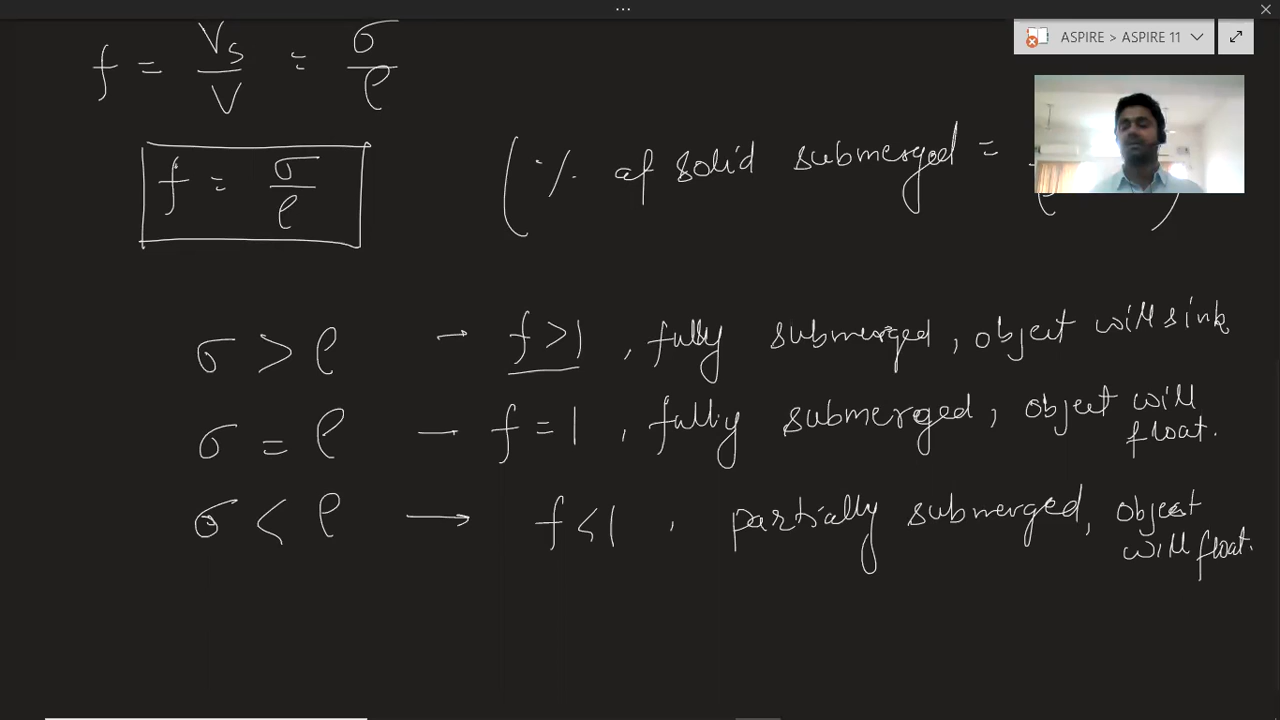 ...
ASPIRE > ASPIRE 11
f = Vs/V = σ/ρ
f = σ/ρ (% of solid submerged = ρ )
σ > ρ → f > 1, fully submerged, object will sink
σ = ρ — f = 1, fully submerged, object will float.
σ < ρ → f < 1, partially submerged, object will float.